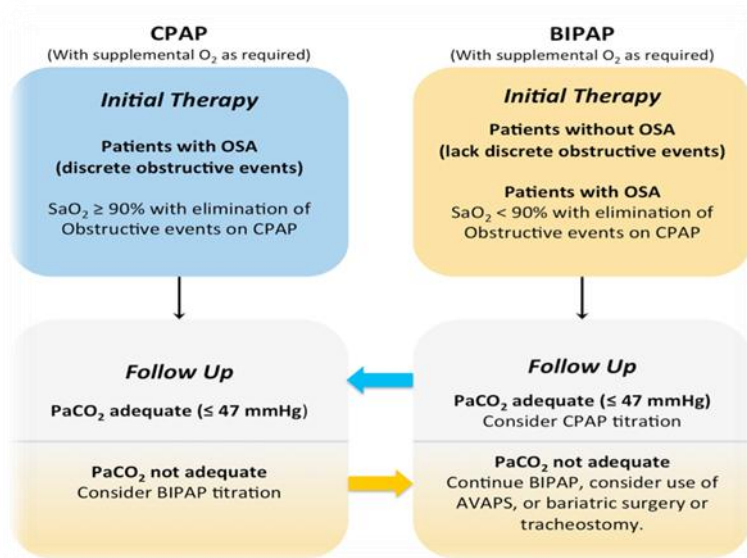 CPAP
(With supplemental O₂ as required)
Initial Therapy
Patients with OSA
(discrete obstructive events)
SaO₂ ≥ 90% with elimination of
Obstructive events on CPAP
Follow Up
PaCO₂ adequate (≤ 47 mmHg)
PaCO₂ not adequate
Consider BIPAP titration
BIPAP
(With supplemental O₂ as required)
Initial Therapy
Patients without OSA
(lack discrete obstructive events)
Patients with OSA
SaO₂ < 90% with elimination of
Obstructive events on CPAP
Follow Up
PaCO₂ adequate (≤ 47 mmHg)
Consider CPAP titration
PaCO₂ not adequate
Continue BIPAP, consider use of
AVAPS, or bariatric surgery or
tracheostomy.